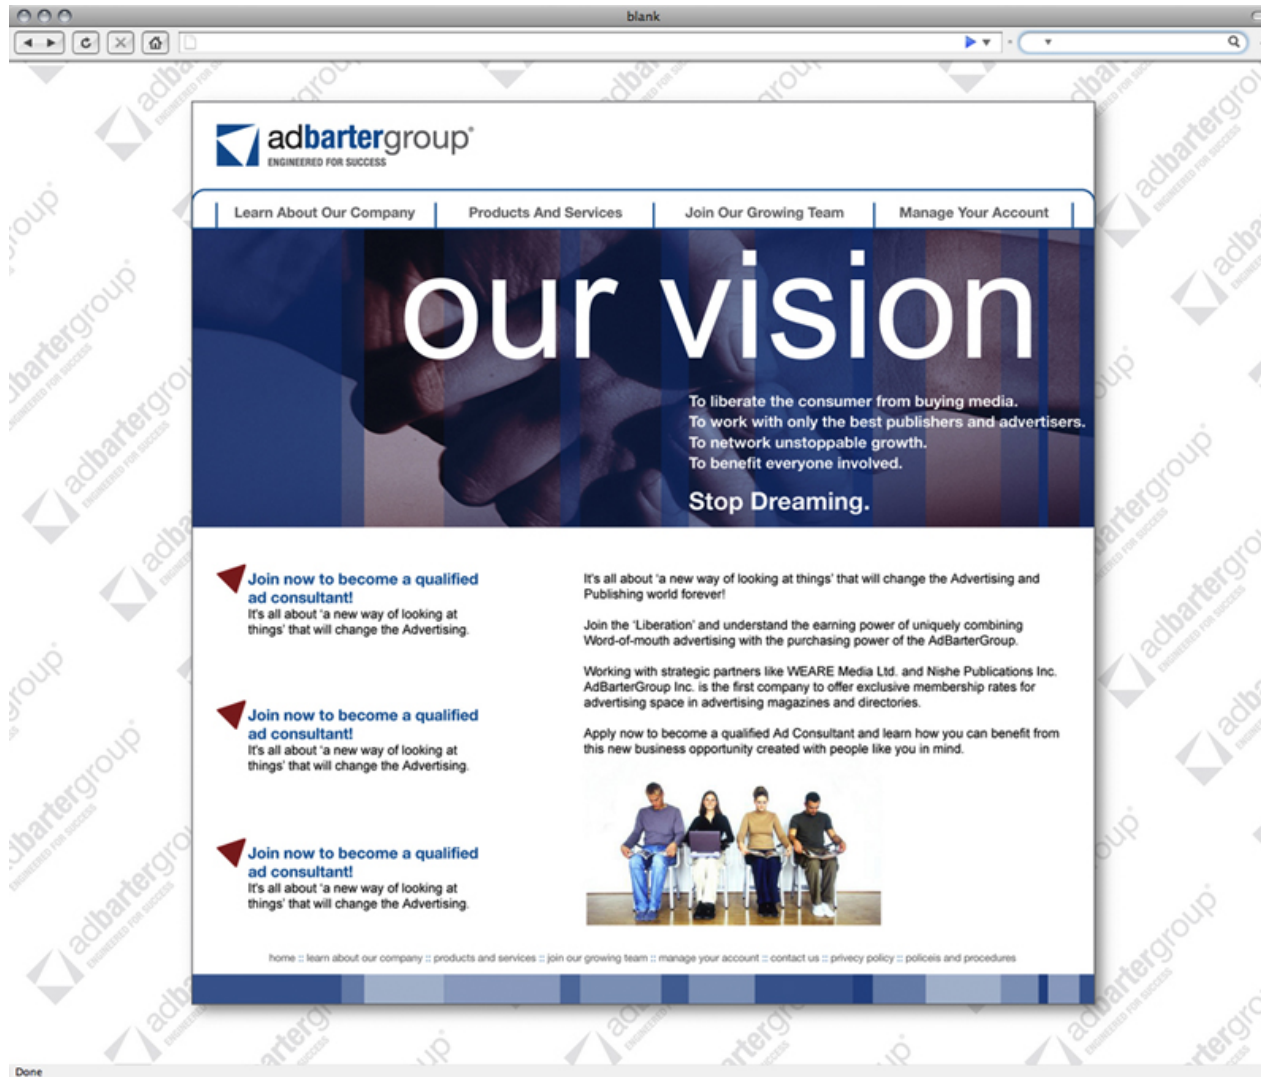 blank
adbartergroup®
ENGINEERED FOR SUCCESS
Learn About Our Company
Products And Services
Join Our Growing Team
Manage Your Account
our vision
To liberate the consumer from buying media.
To work with only the best publishers and advertisers.
To network unstoppable growth.
To benefit everyone involved.
Stop Dreaming.
Join now to become a qualified
ad consultant!
It's all about 'a new way of looking at
things' that will change the Advertising.
Join now to become a qualified
ad consultant!
It's all about 'a new way of looking at
things' that will change the Advertising.
Join now to become a qualified
ad consultant!
It's all about 'a new way of looking at
things' that will change the Advertising.
It's all about 'a new way of looking at things' that will change the Advertising and
Publishing world forever!
Join the 'Liberation' and understand the earning power of uniquely combining
Word-of-mouth advertising with the purchasing power of the AdBarterGroup.
Working with strategic partners like WEARE Media Ltd. and Nishe Publications Inc.
AdBarterGroup Inc. is the first company to offer exclusive membership rates for
advertising space in advertising magazines and directories.
Apply now to become a qualified Ad Consultant and learn how you can benefit from
this new business opportunity created with people like you in mind.
home :: learn about our company :: products and services :: join our growing team :: manage your account :: contact us :: privecy policy :: policeis and procedures
Done